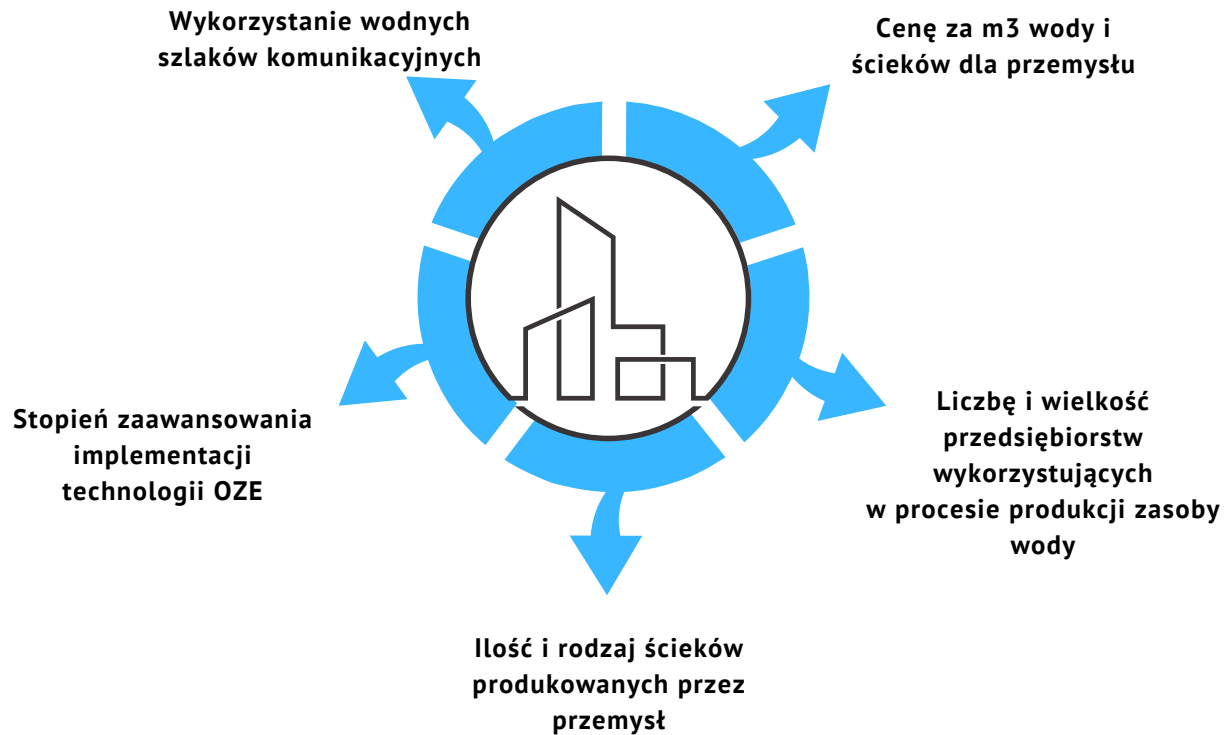 Wykorzystanie wodnych
szlaków komunikacyjnych
Cenę za m3 wody i
ścieków dla przemysłu
Stopień zaawansowania
implementacji
technologii OZE
Liczbę i wielkość
przedsiębiorstw
wykorzystujących
w procesie produkcji zasoby
wody
Ilość i rodzaj ścieków
produkowanych przez
przemysł